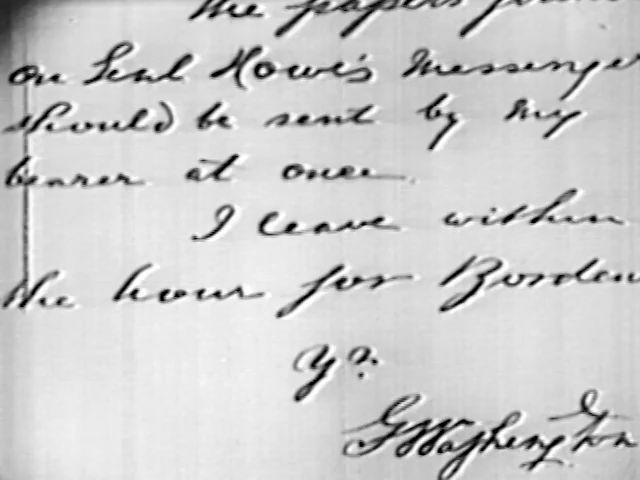 the papers found
on Genl Howe's Messenger
should be sent by my
bearer at once.
I leave within
the hour for Borden
Yr.
GWashington